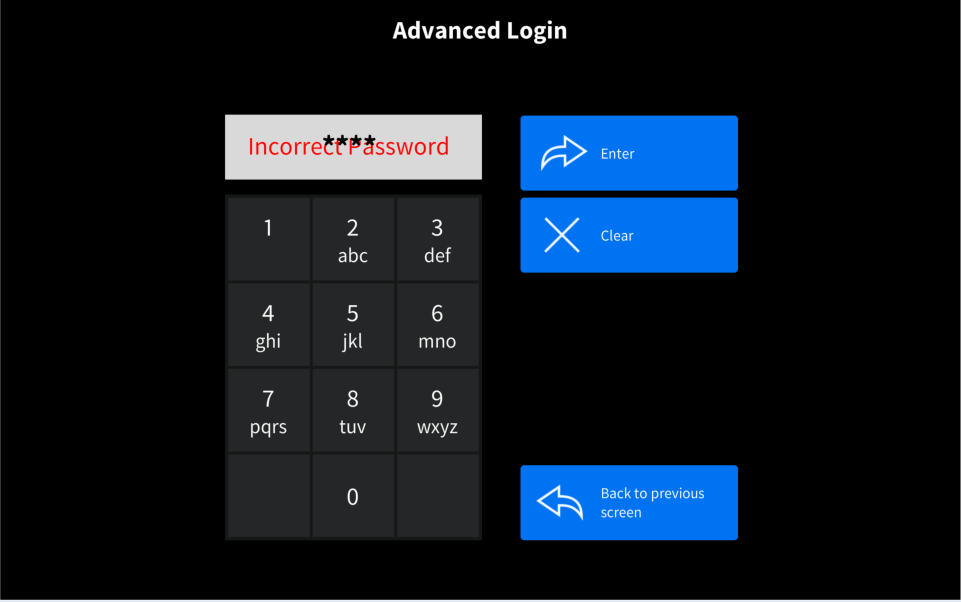 Advanced Login
Incorrect Password
****
Enter
Clear
1
2
abc
3
def
4
ghi
5
jkl
6
mno
7
pqrs
8
tuv
9
wxyz
0
Back to previous
screen